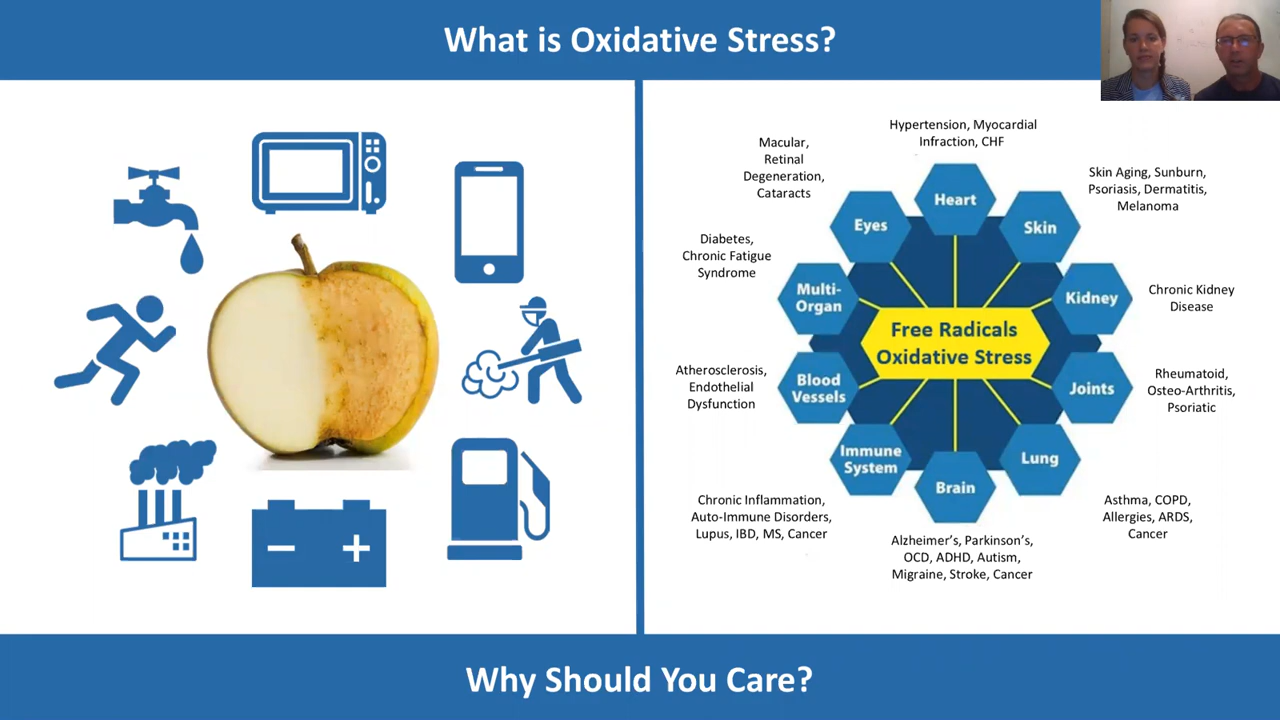 What is Oxidative Stress?
Hypertension, Myocardial
Infraction, CHF
Macular,
Retinal
Degeneration,
Cataracts
Skin Aging, Sunburn,
Psoriasis, Dermatitis,
Melanoma
Heart
Eyes
Skin
Diabetes,
Chronic Fatigue
Syndrome
Multi-
Organ
Kidney
Chronic Kidney
Disease
Free Radicals
Oxidative Stress
Atherosclerosis,
Endothelial
Dysfunction
Blood
Vessels
Joints
Rheumatoid,
Osteo-Arthritis,
Psoriatic
Immune
System
Brain
Lung
Chronic Inflammation,
Auto-Immune Disorders,
Lupus, IBD, MS, Cancer
Asthma, COPD,
Allergies, ARDS,
Cancer
Alzheimer's, Parkinson's,
OCD, ADHD, Autism,
Migraine, Stroke, Cancer
Why Should You Care?